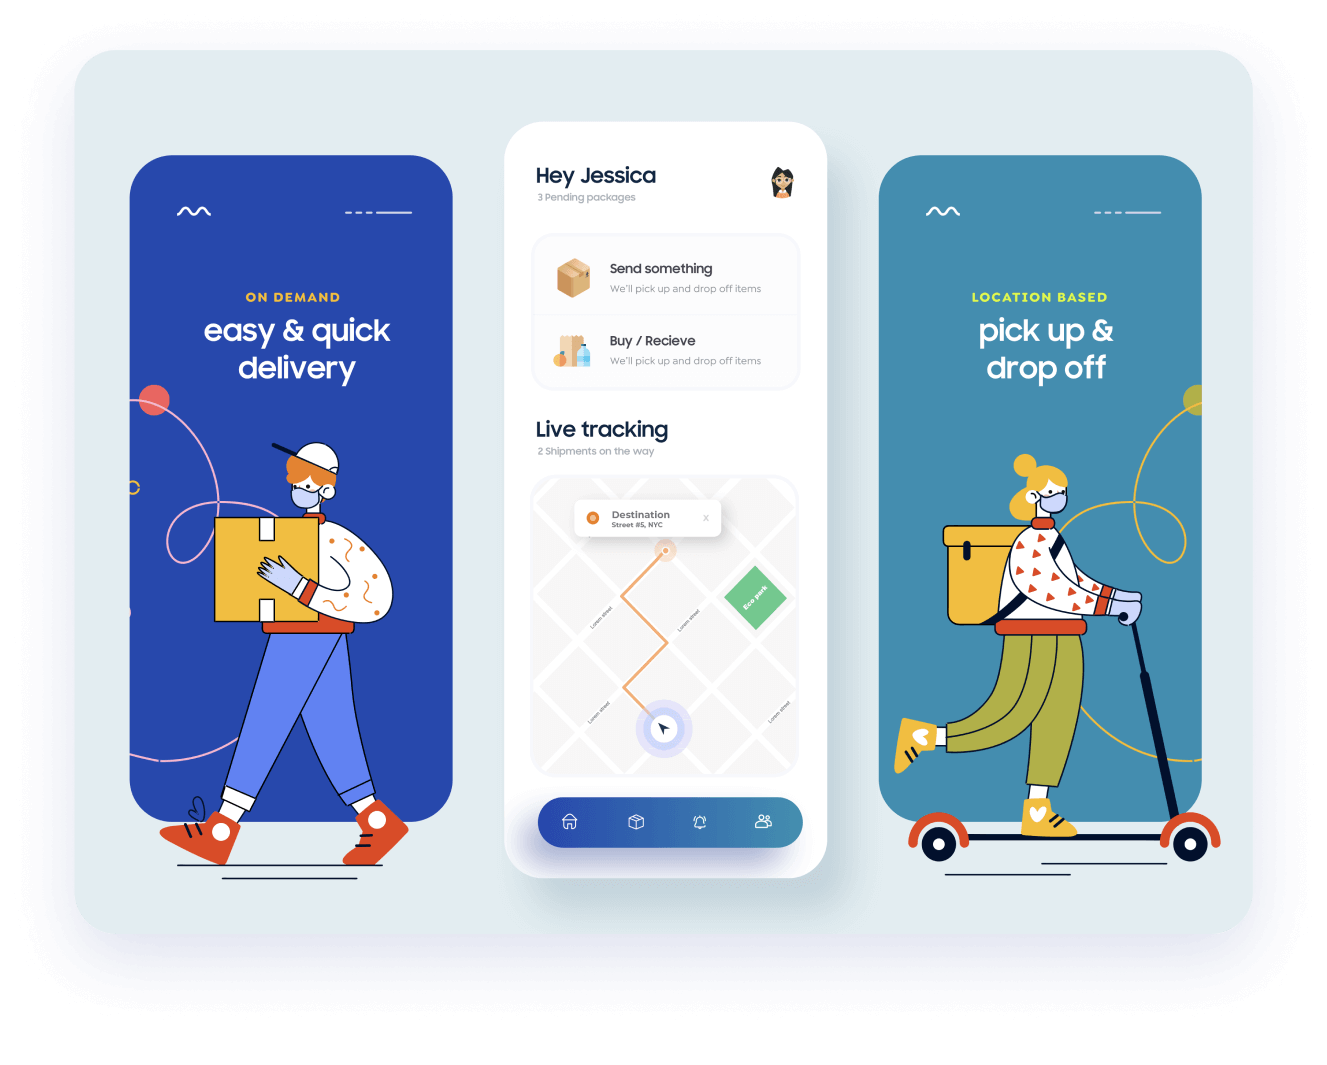 ON DEMAND
easy & quick
delivery
Hey Jessica
3 Pending packages
Send something
We'll pick up and drop off items
Buy / Recieve
We'll pick up and drop off items
Live tracking
2 Shipments on the way
Destination
Street #5, NYC
X
Eco park
Lorem street
Lorem street
Lorem street
Lorem street
LOCATION BASED
pick up &
drop off